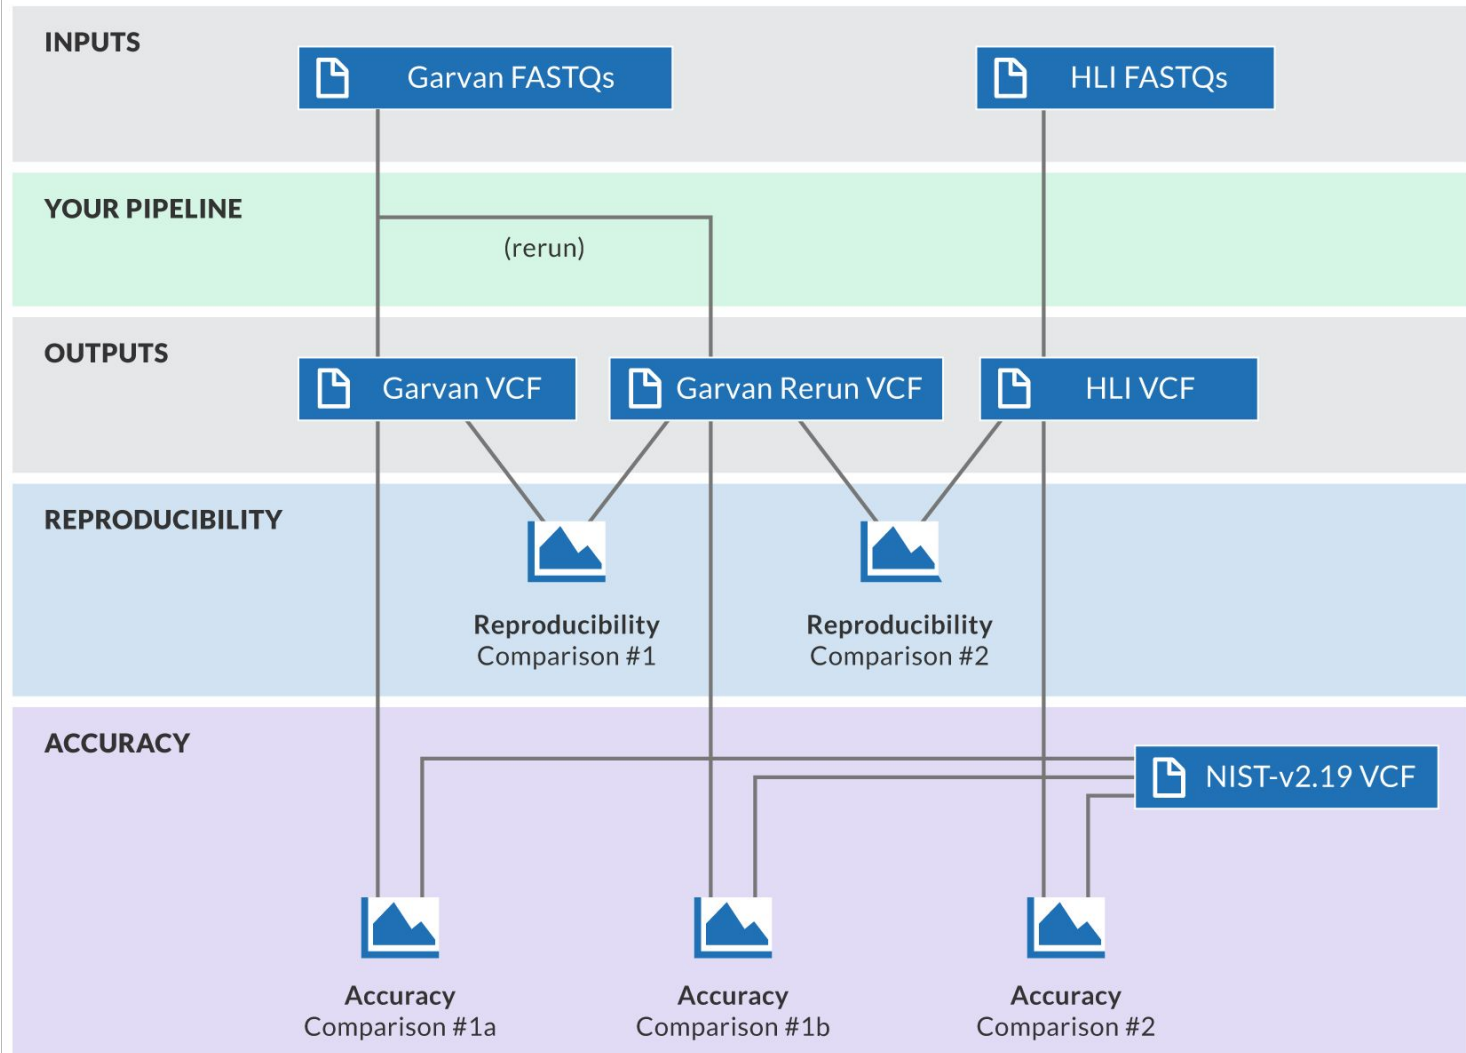 INPUTS
Garvan FASTQs
HLI FASTQs
YOUR PIPELINE
(rerun)
OUTPUTS
Garvan VCF
Garvan Rerun VCF
HLI VCF
REPRODUCIBILITY
Reproducibility
Comparison #1
Reproducibility
Comparison #2
ACCURACY
NIST-v2.19 VCF
Accuracy
Comparison #1a
Accuracy
Comparison #1b
Accuracy
Comparison #2